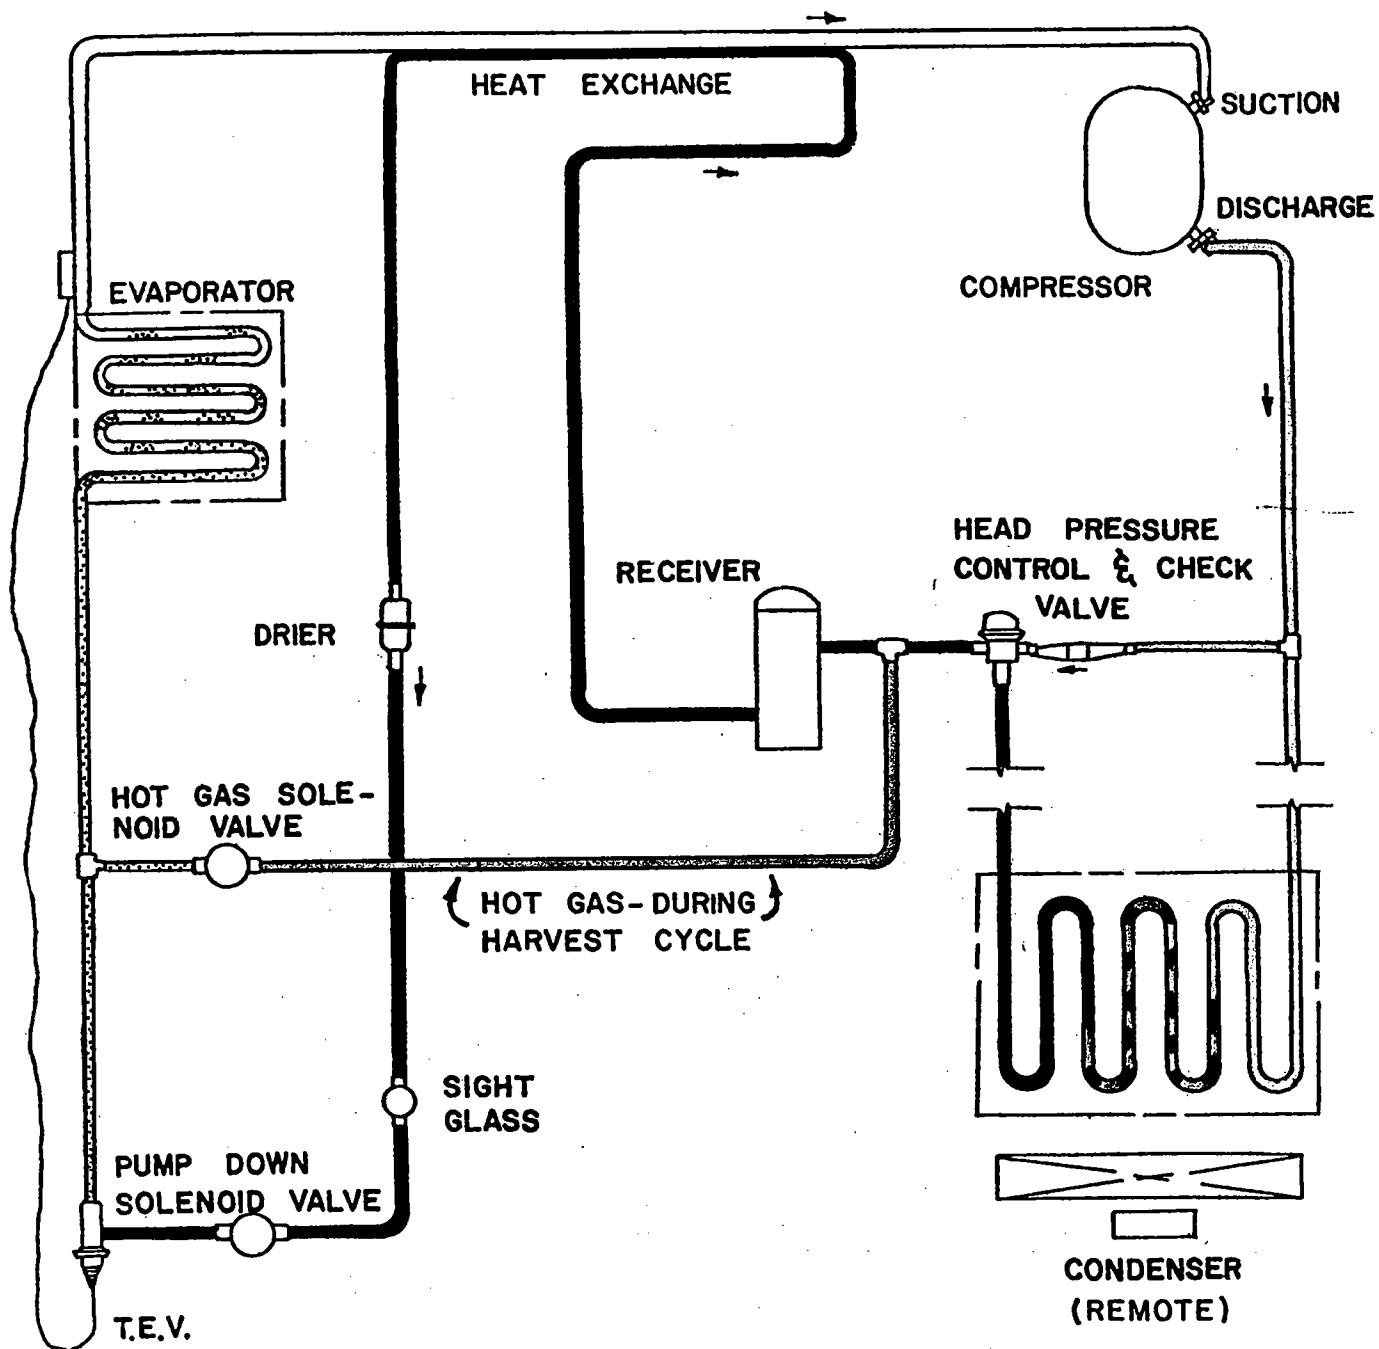 HEAT EXCHANGE
SUCTION
DISCHARGE
COMPRESSOR
EVAPORATOR
HEAD PRESSURE
CONTROL & CHECK
VALVE
RECEIVER
DRIER
HOT GAS SOLE-
NOID VALVE
(HOT GAS-DURING)
HARVEST CYCLE
SIGHT
GLASS
PUMP DOWN
SOLENOID VALVE
CONDENSER
(REMOTE)
T.E.V.